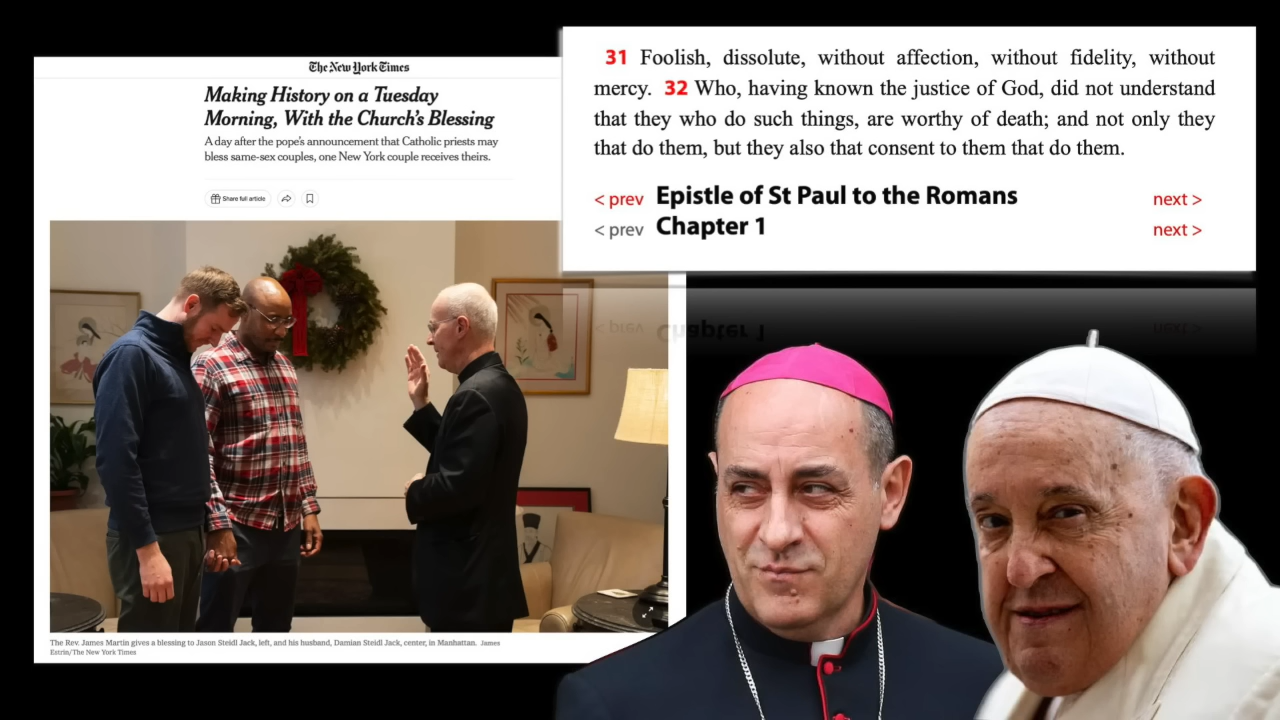 The New York Times
Making History on a Tuesday
Morning, With the Church's Blessing
A day after the pope's announcement that Catholic priests may
bless same-sex couples, one New York couple receives theirs.
Share full article
The Rev. James Martin gives a blessing to Jason Steidl Jack, left, and his husband, Damian Steidl Jack, center, in Manhattan. James
Estrin/The New York Times
31 Foolish, dissolute, without affection, without fidelity, without
mercy. 32 Who, having known the justice of God, did not understand
that they who do such things, are worthy of death; and not only they
that do them, but they also that consent to them that do them.
< prev Epistle of St Paul to the Romans next >
< prev Chapter 1 next >
< prev Chapter 1 next >